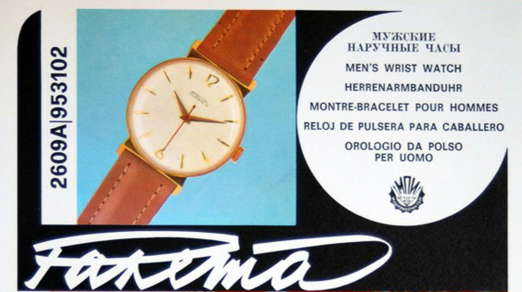 2609A|953102
МУЖСКИЕ
НАРУЧНЫЕ ЧАСЫ
MEN'S WRIST WATCH
HERRENARMBANDUHR
MONTRE-BRACELET POUR HOMMES
RELOJ DE PULSERA PARA CABALLERO
OROLOGIO DA POLSO
PER UOMO
МПИ
Ракета